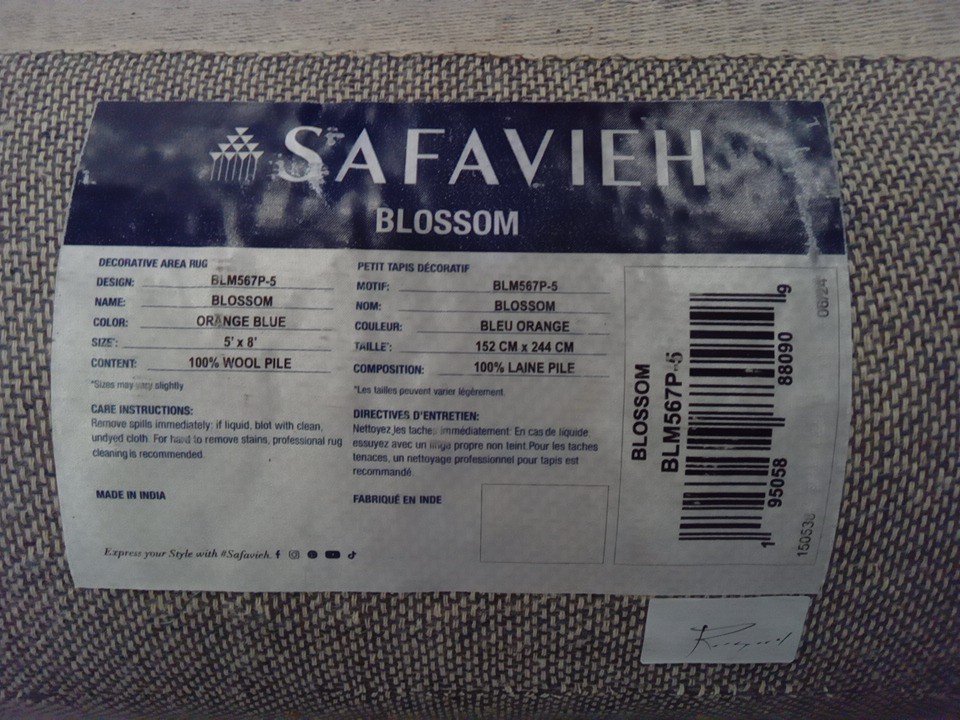 SAFAVIEH
BLOSSOM
DECORATIVE AREA RUG
DESIGN: BLM567P-5
NAME: BLOSSOM
COLOR: ORANGE BLUE
SIZE*: 5' x 8'
CONTENT: 100% WOOL PILE
*Sizes may vary slightly
CARE INSTRUCTIONS:
Remove spills immediately: if liquid, blot with clean,
undyed cloth. For hard to remove stains, professional rug
cleaning is recommended.
MADE IN INDIA
Express your Style with #Safavieh
PETIT TAPIS DÉCORATIF
MOTIF: BLM567P-5
NOM: BLOSSOM
COULEUR: BLEU ORANGE
TAILLE*: 152 CM x 244 CM
COMPOSITION: 100% LAINE PILE
*Les tailles peuvent varier légèrement.
DIRECTIVES D'ENTRETIEN:
Nettoyez les taches immédiatement: En cas de liquide,
essuyez avec un linge propre non teint. Pour les taches
tenaces, un nettoyage professionnel pour tapis est
recommandé.
FABRIQUÉ EN INDE
BLOSSOM
BLM567P-5
1 95058 88090 9
06/24